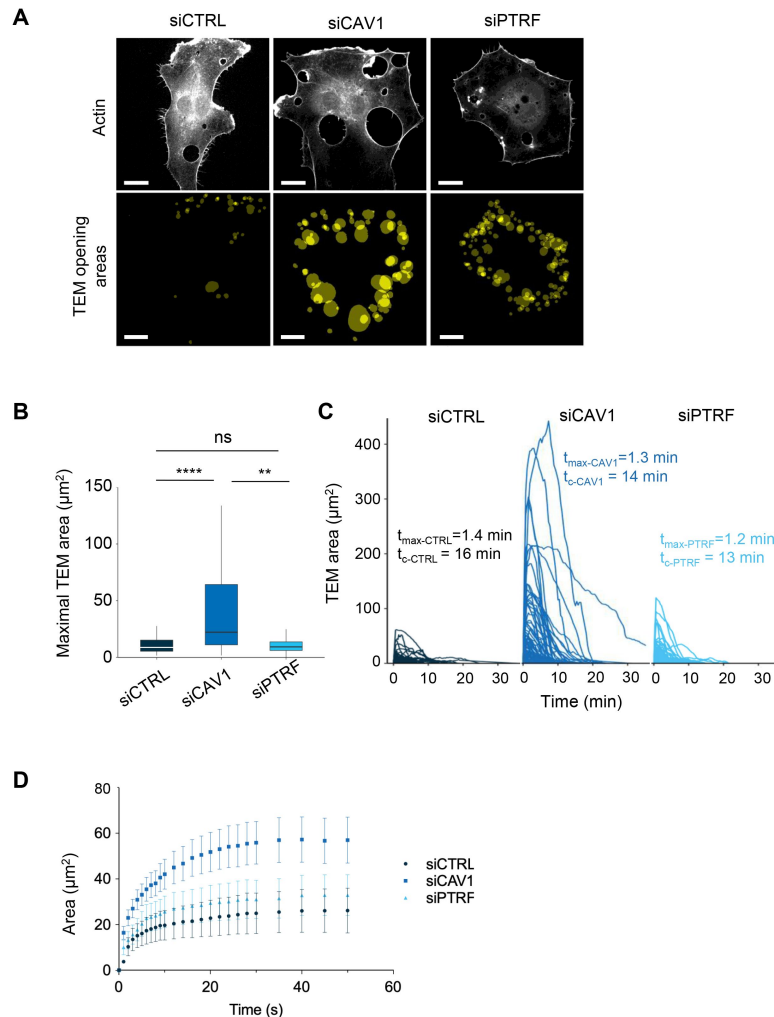 A
siCTRL siCAV1 siPTRF
Actin
TEM opening
areas
B
ns
**** **
Maximal TEM area (µm²)
150
100
50
0
siCTRL siCAV1 siPTRF
C
siCTRL siCAV1 siPTRF
TEM area (µm²)
400
300
200
100
0
tmax-CTRL=1.4 min
tc-CTRL = 16 min
tmax-CAV1=1.3 min
tc-CAV1 = 14 min
tmax-PTRF=1.2 min
tc-PTRF = 13 min
0 10 20 30 0 10 20 30 0 10 20 30
Time (min)
D
Area (µm²)
80
60
40
20
0
0 20 40 60
Time (s)
siCTRL
siCAV1
siPTRF